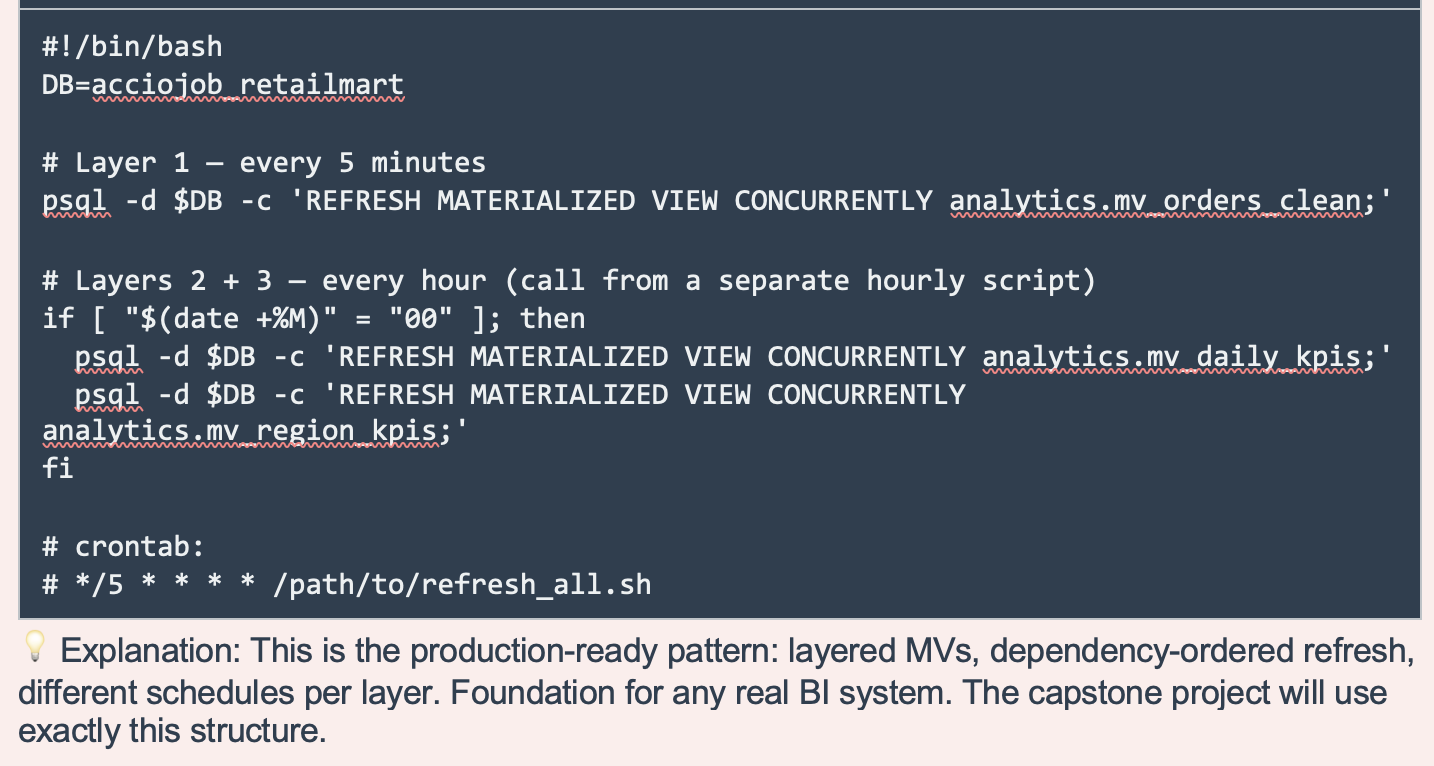 #!/bin/bash
DB=acciojob_retailmart
# Layer 1 – every 5 minutes
psql -d $DB -c 'REFRESH MATERIALIZED VIEW CONCURRENTLY analytics.mv_orders_clean;'
# Layers 2 + 3 – every hour (call from a separate hourly script)
if [ "$(date +%M)" = "00" ]; then
  psql -d $DB -c 'REFRESH MATERIALIZED VIEW CONCURRENTLY analytics.mv_daily_kpis;'
  psql -d $DB -c 'REFRESH MATERIALIZED VIEW CONCURRENTLY
analytics.mv_region_kpis;'
fi
# crontab:
# */5 * * * * /path/to/refresh_all.sh
💡 Explanation: This is the production-ready pattern: layered MVs, dependency-ordered refresh,
different schedules per layer. Foundation for any real BI system. The capstone project will use
exactly this structure.